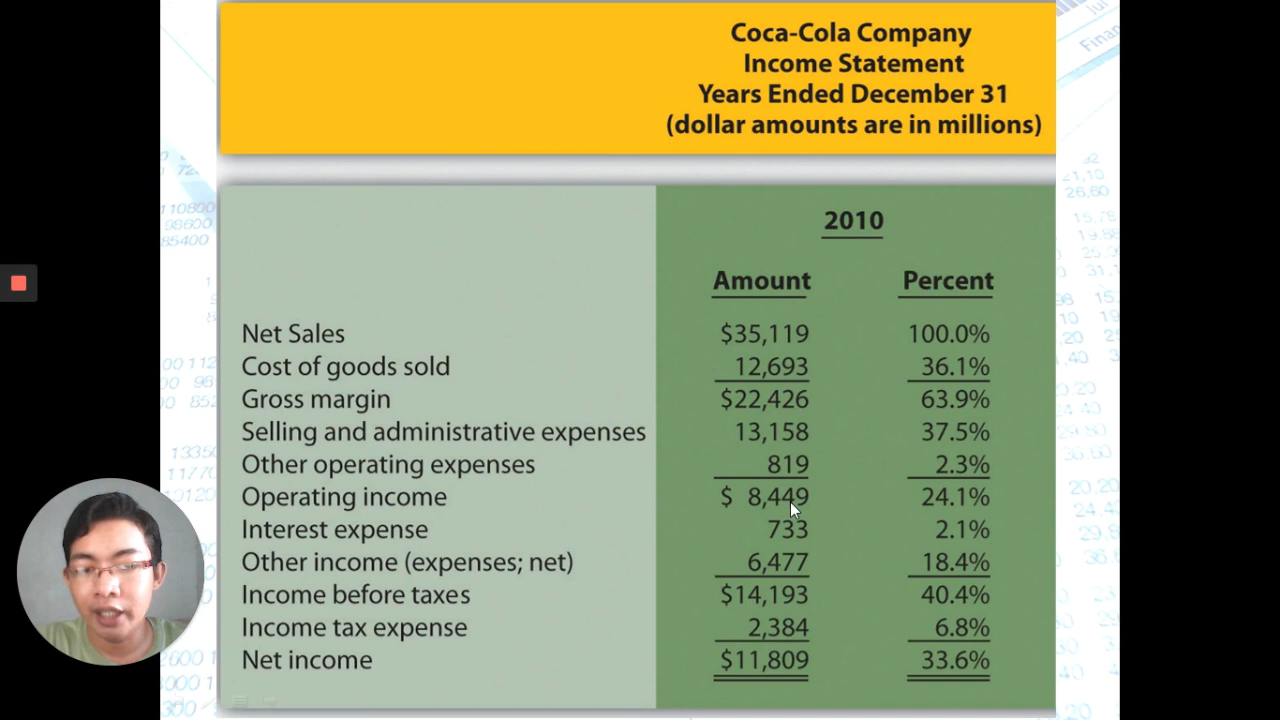 Coca-Cola Company
Income Statement
Years Ended December 31
(dollar amounts are in millions)
2010
Amount Percent
Net Sales $35,119 100.0%
Cost of goods sold 12,693 36.1%
Gross margin $22,426 63.9%
Selling and administrative expenses 13,158 37.5%
Other operating expenses 819 2.3%
Operating income $ 8,449 24.1%
Interest expense 733 2.1%
Other income (expenses; net) 6,477 18.4%
Income before taxes $14,193 40.4%
Income tax expense 2,384 6.8%
Net income $11,809 33.6%